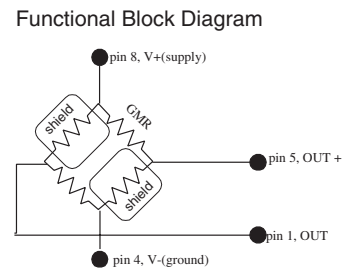 Functional Block Diagram
pin 8, V+(supply)
shield
GMR
pin 5, OUT +
shield
pin 1, OUT
pin 4, V-(ground)